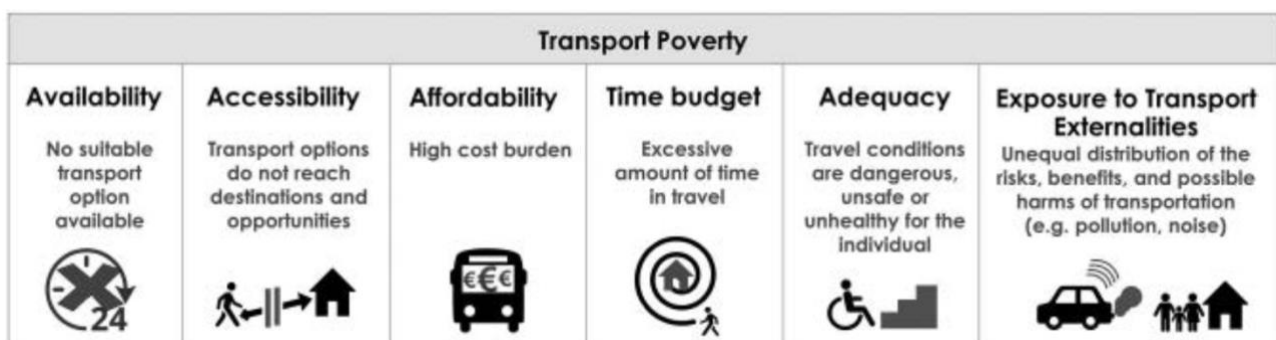 Transport Poverty
Availability
No suitable
transport
option
available
24
Accessibility
Transport options
do not reach
destinations and
opportunities
Affordability
High cost burden
€€€
Time budget
Excessive
amount of time
in travel
Adequacy
Travel conditions
are dangerous,
unsafe or
unhealthy for the
individual
Exposure to Transport
Externalities
Unequal distribution of the
risks, benefits, and possible
harms of transportation
(e.g. pollution, noise)